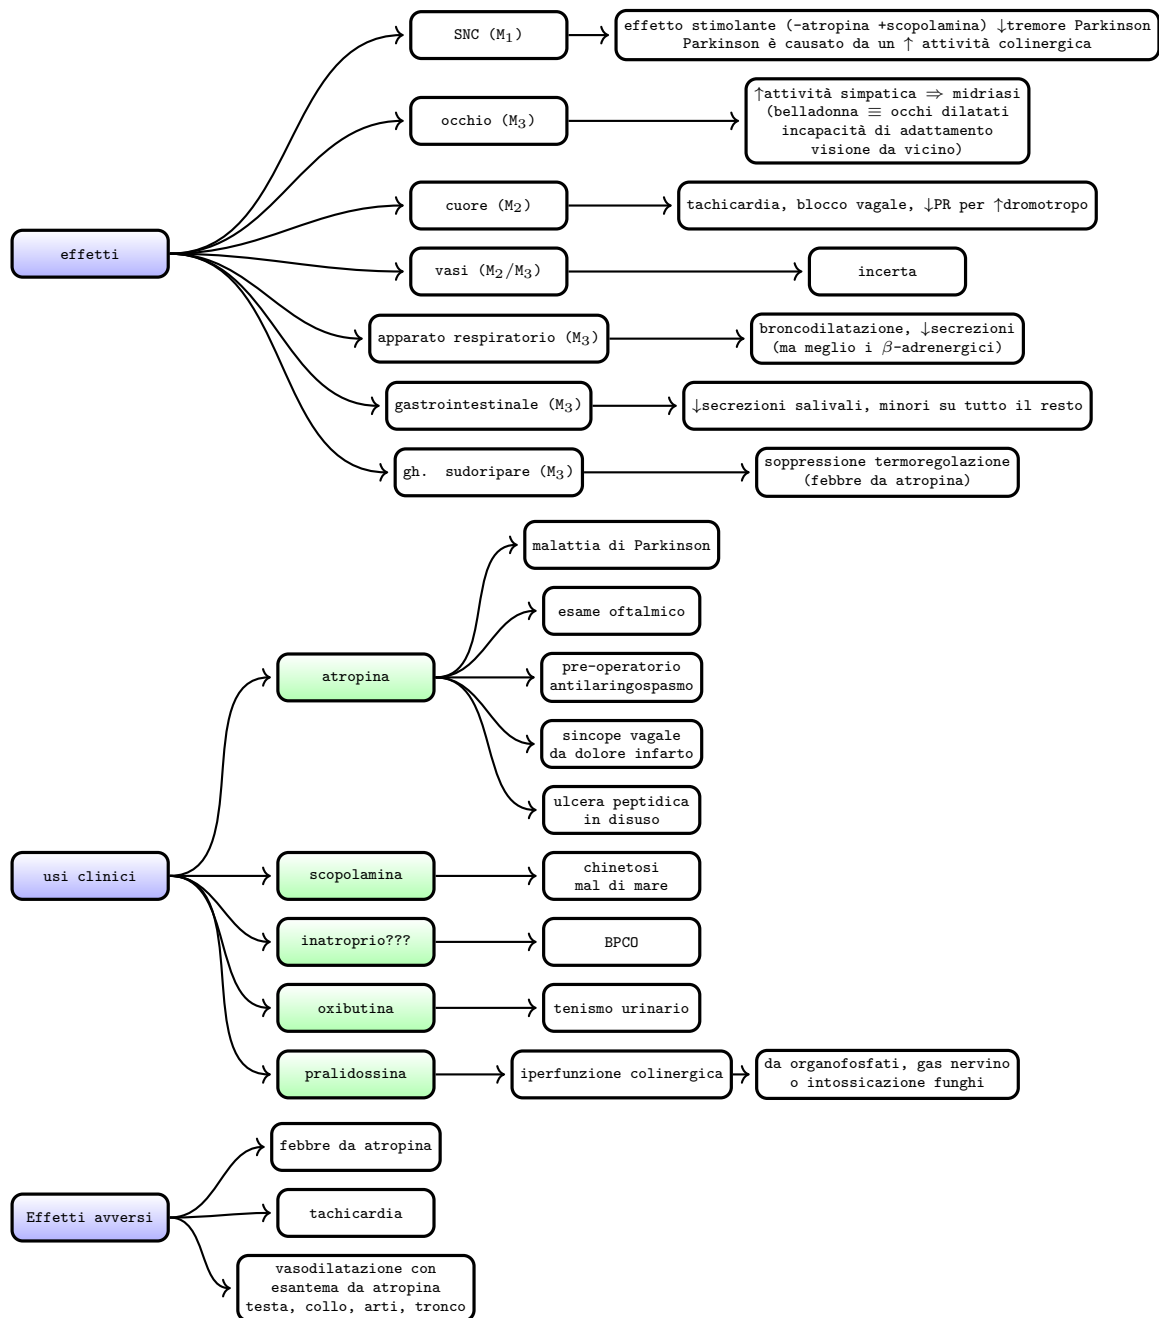 effetti
SNC (M₁)
effetto stimolante (-atropina +scopolamina) ↓tremore Parkinson
Parkinson è causato da un ↑ attività colinergica
occhio (M₃)
↑attività simpatica ⇒ midriasi
(belladonna ≡ occhi dilatati
incapacità di adattamento
visione da vicino)
cuore (M₂)
tachicardia, blocco vagale, ↓PR per ↑dromotropo
vasi (M₂/M₃)
incerta
apparato respiratorio (M₃)
broncodilatazione, ↓secrezioni
(ma meglio i β-adrenergici)
gastrointestinale (M₃)
↓secrezioni salivali, minori su tutto il resto
gh. sudoripare (M₃)
soppressione termoregolazione
(febbre da atropina)
usi clinici
atropina
malattia di Parkinson
esame oftalmico
pre-operatorio
antilaringospasmo
sincope vagale
da dolore infarto
ulcera peptidica
in disuso
scopolamina
chinetosi
mal di mare
inatroprio???
BPCO
oxibutina
tenismo urinario
pralidossina
iperfunzione colinergica
da organofosfati, gas nervino
o intossicazione funghi
Effetti avversi
febbre da atropina
tachicardia
vasodilatazione con
esantema da atropina
testa, collo, arti, tronco